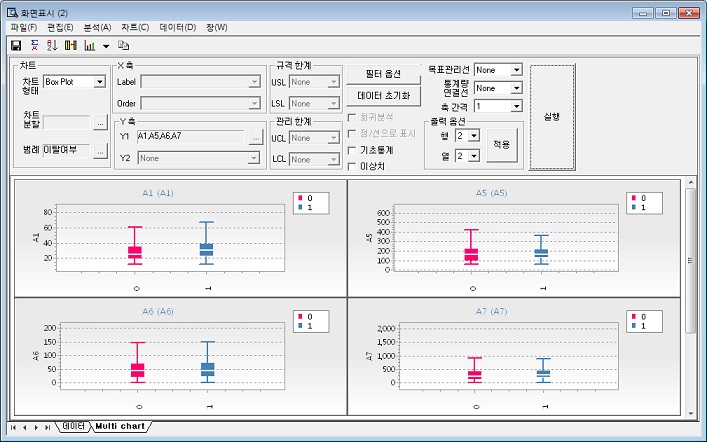 화면표시 (2)
파일(F) 편집(E) 분석(A) 차트(C) 데이터(D) 창(W)
차트
차트 형태 Box Plot
차트 분할 ...
범례 이탈여부 ...
X 축
Label
Order
Y 축
Y1 A1,A5,A6,A7 ...
Y2 None
규격 한계
USL None
LSL None
관리 한계
UCL None
LCL None
필터 옵션
데이터 초기화
회귀분석
점/선으로 표시
기초통계
이상치
목표관리선 None
통계량 연결선 None
축 간격 1
출력 옵션
행 2
열 2
적용
실행
A1 (A1)
0
1
A1
80
60
40
20
0 1
A5 (A5)
0
1
A5
600
500
400
300
200
100
0
0 1
A6 (A6)
0
1
A6
200
150
100
50
0
0 1
A7 (A7)
0
1
A7
2,000
1,500
1,000
500
0
0 1
데이터 Multi chart